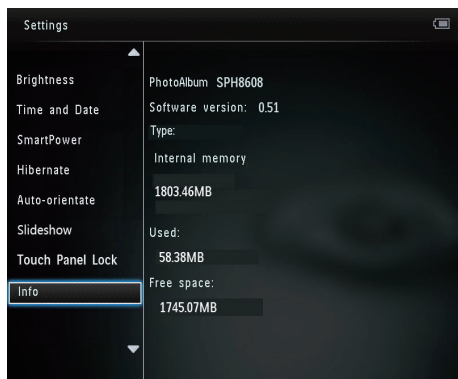 Settings
Brightness
Time and Date
SmartPower
Hibernate
Auto-orientate
Slideshow
Touch Panel Lock
Info
PhotoAlbum SPH8608
Software version: 0.51
Type:
Internal memory
1803.46MB
Used:
58.38MB
Free space:
1745.07MB